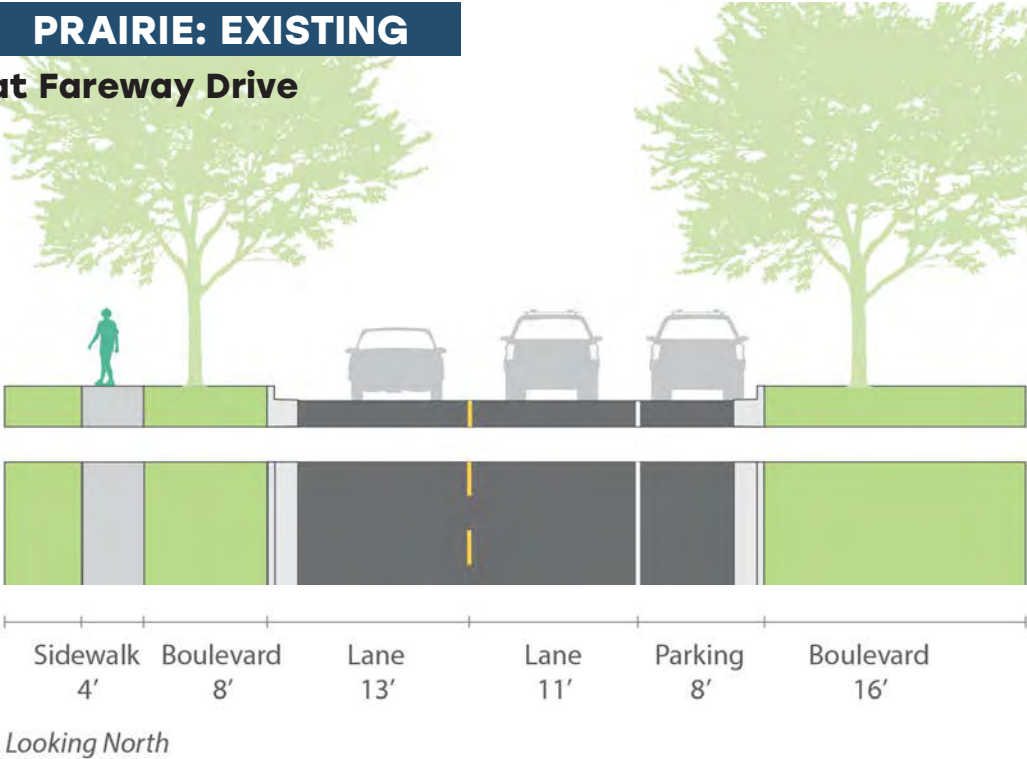 PRAIRIE: EXISTING
at Fareway Drive
Sidewalk Boulevard Lane Lane Parking Boulevard
4′ 8′ 13′ 11′ 8′ 16′
Looking North